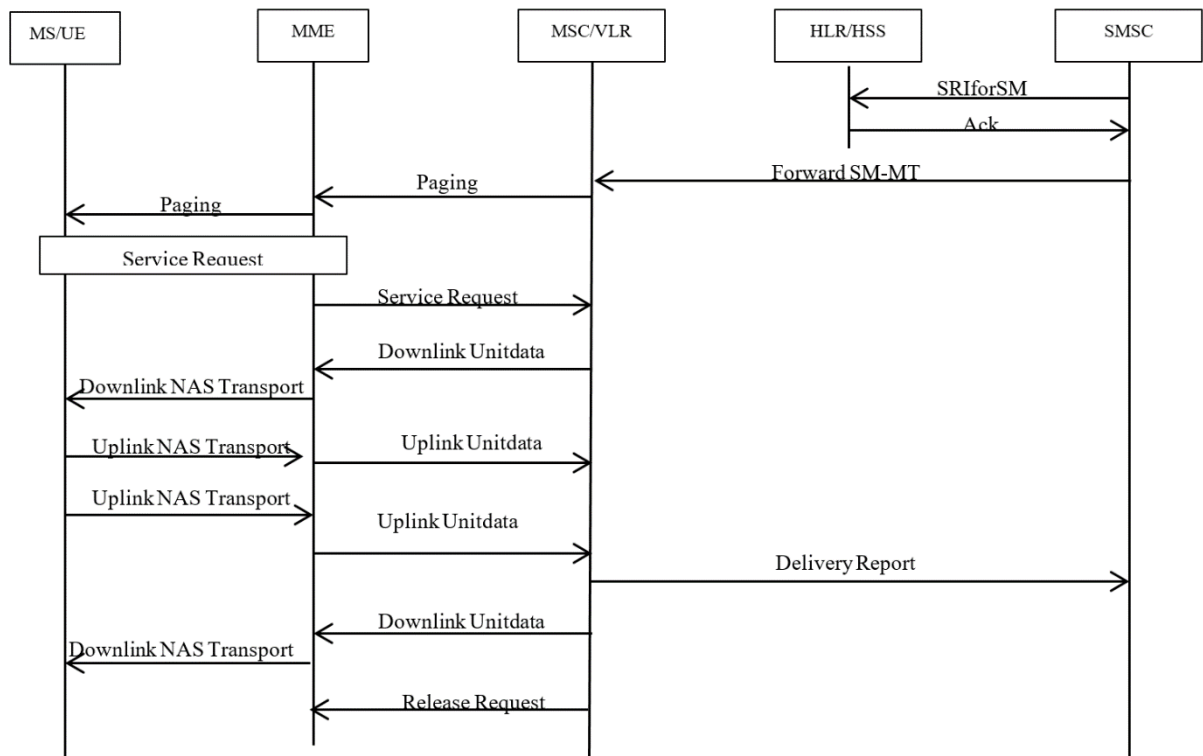 MS/UE
MME
MSC/VLR
HLR/HSS
SMSC
SRIforSM
Ack
Forward SM-MT
Paging
Paging
Service Request
Service Request
Downlink Unitdata
Downlink NAS Transport
Uplink NAS Transport
Uplink Unitdata
Uplink NAS Transport
Uplink Unitdata
Delivery Report
Downlink Unitdata
Downlink NAS Transport
Release Request